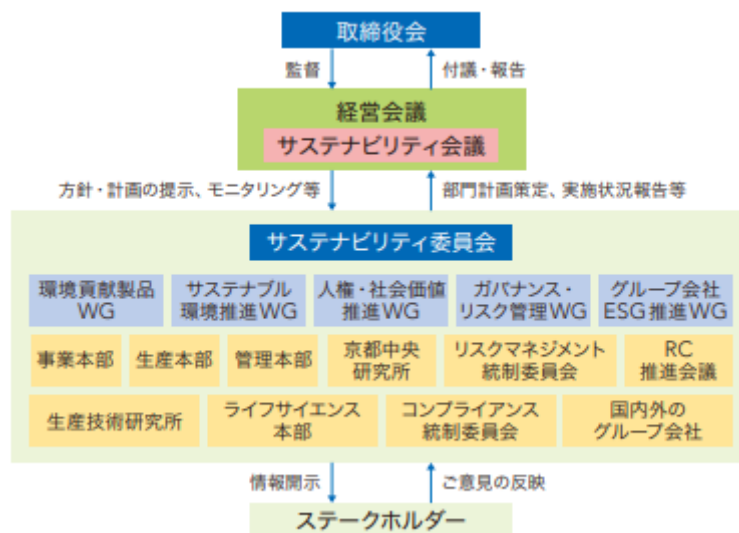 取締役会
監督
付議・報告
経営会議
サステナビリティ会議
方針・計画の提示、モニタリング等
部門計画策定、実施状況報告等
サステナビリティ委員会
環境貢献製品
WG
サステナブル
環境推進WG
人権・社会価値
推進WG
ガバナンス・
リスク管理WG
グループ会社
ESG推進WG
事業本部
生産本部
管理本部
京都中央
研究所
リスクマネジメント
統制委員会
RC
推進会議
生産技術研究所
ライフサイエンス
本部
コンプライアンス
統制委員会
国内外の
グループ会社
情報開示
ご意見の反映
ステークホルダー